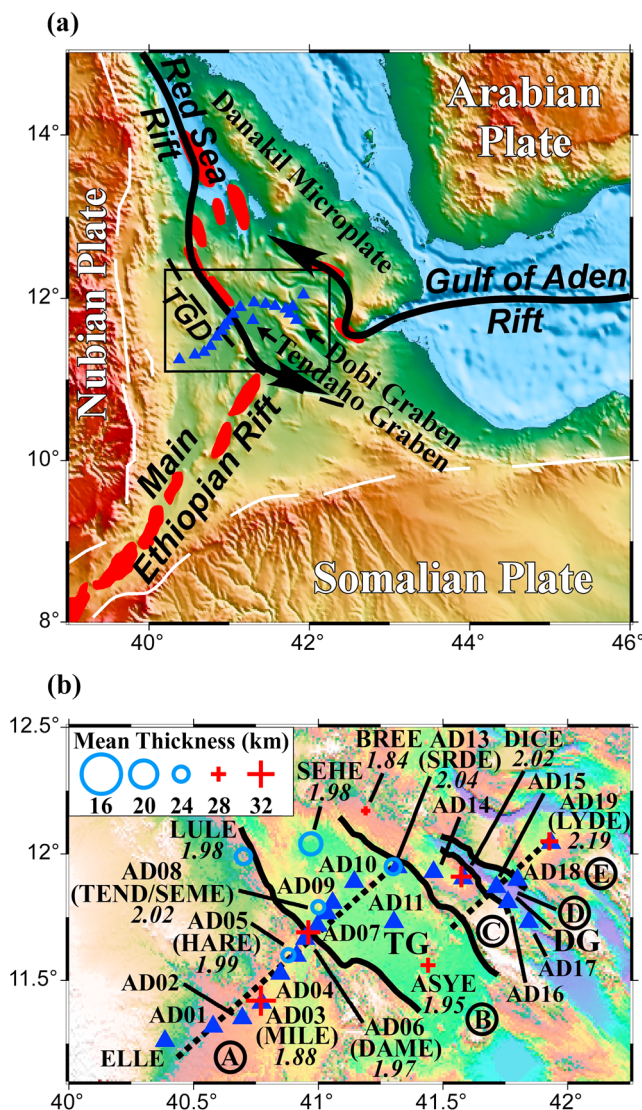 (a)
Red Sea
Rift
Danakil Microplate
Arabian
Plate
14°
Nubian Plate
12°
TGD
Gulf of Aden
Rift
Dobi Graben
Tendaho Graben
10°
Main
Ethiopian Rift
Somalian Plate
8°
40° 42° 44° 46°
(b)
12.5°
Mean Thickness (km)
16 20 24 28 32
BREE
1.84
AD13
(SRDE)
2.04
DICE
2.02
SEHE
1.98
AD15
AD14
AD19
(LYDE)
2.19
LULE
1.98
12.0°
AD08
(TEND/SEME)
2.02
AD10
AD09
AD18
E
AD05
(HARE)
1.99
AD11
D
AD07
TG
C
DG
AD17
11.5°
AD02
AD04
ASYE
1.95
AD16
AD01
AD03
(MILE)
1.88
AD06
(DAME)
1.97
B
ELLE
A
40° 40.5° 41° 41.5° 42°